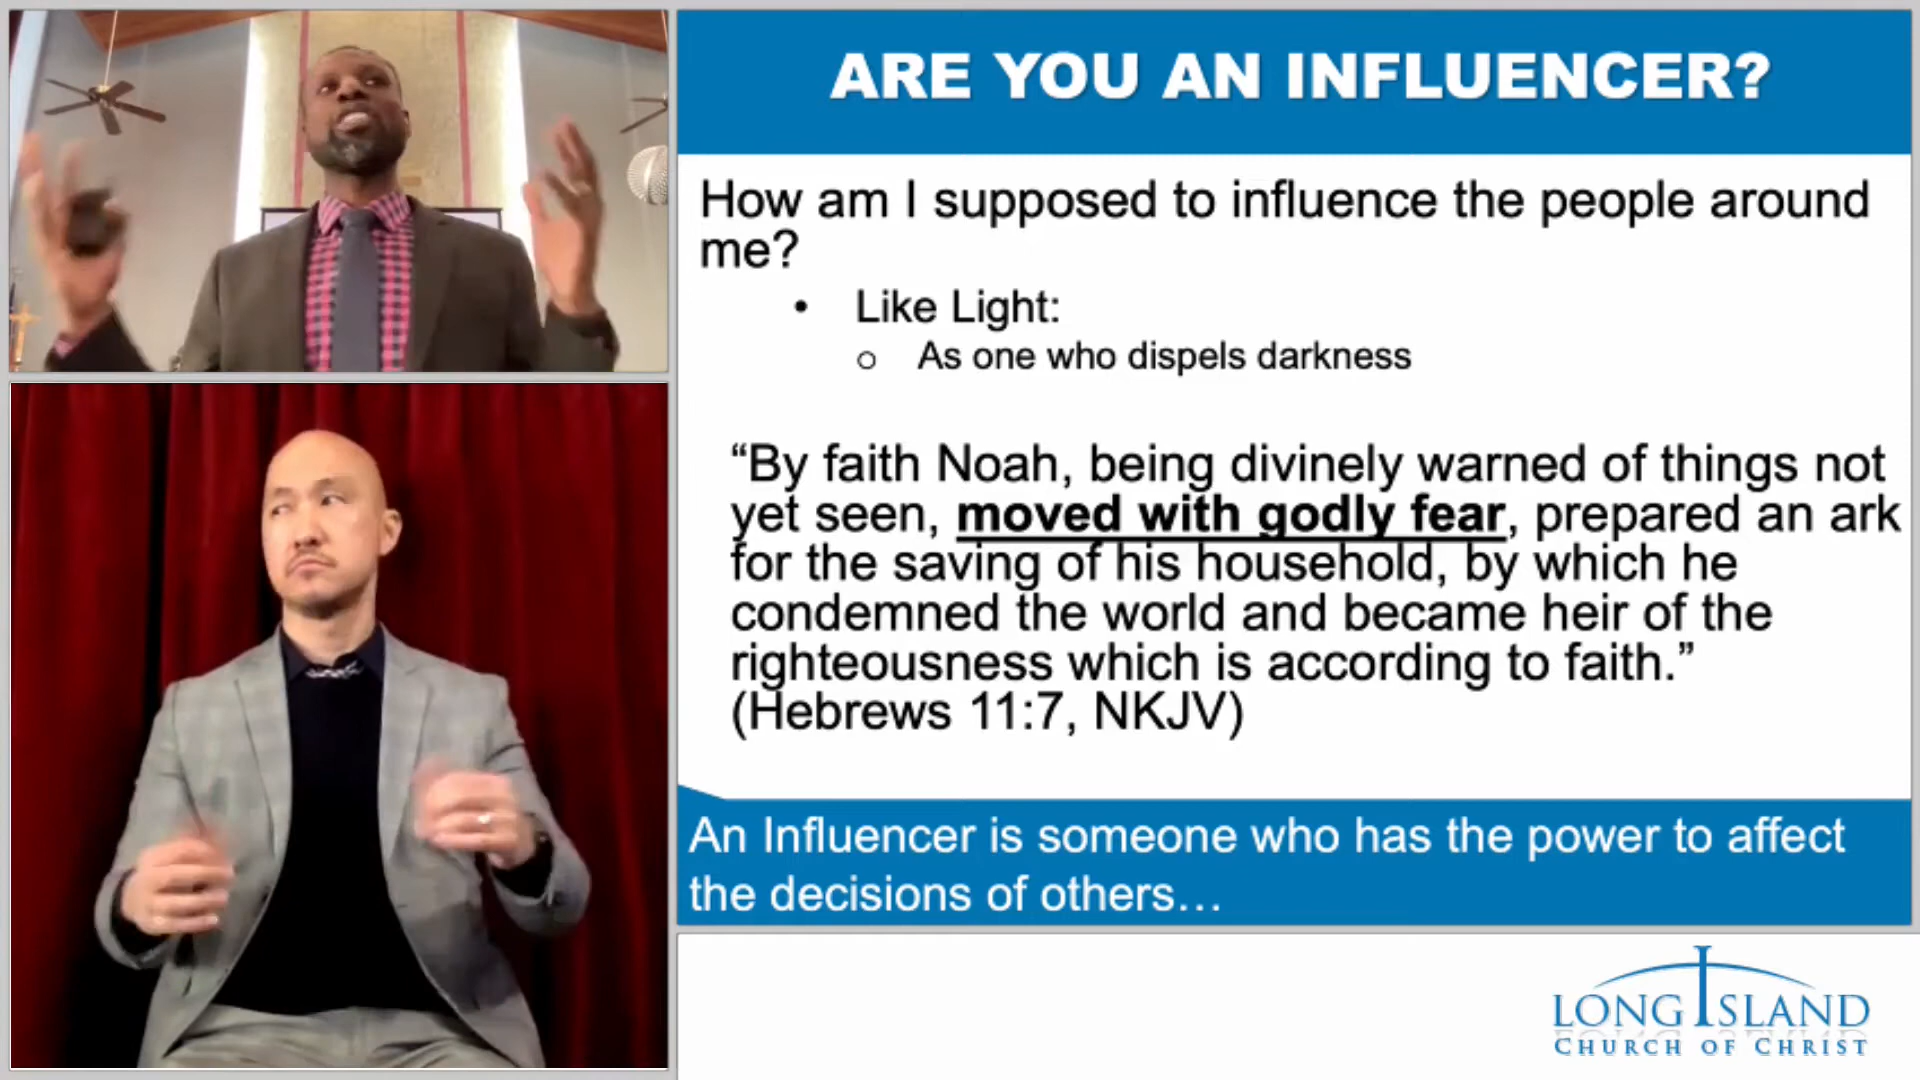 ARE YOU AN INFLUENCER?
How am I supposed to influence the people around
me?
• Like Light:
o As one who dispels darkness
“By faith Noah, being divinely warned of things not
yet seen, moved with godly fear, prepared an ark
for the saving of his household, by which he
condemned the world and became heir of the
righteousness which is according to faith.”
(Hebrews 11:7, NKJV)
An Influencer is someone who has the power to affect
the decisions of others…
LONG ISLAND
CHURCH OF CHRIST